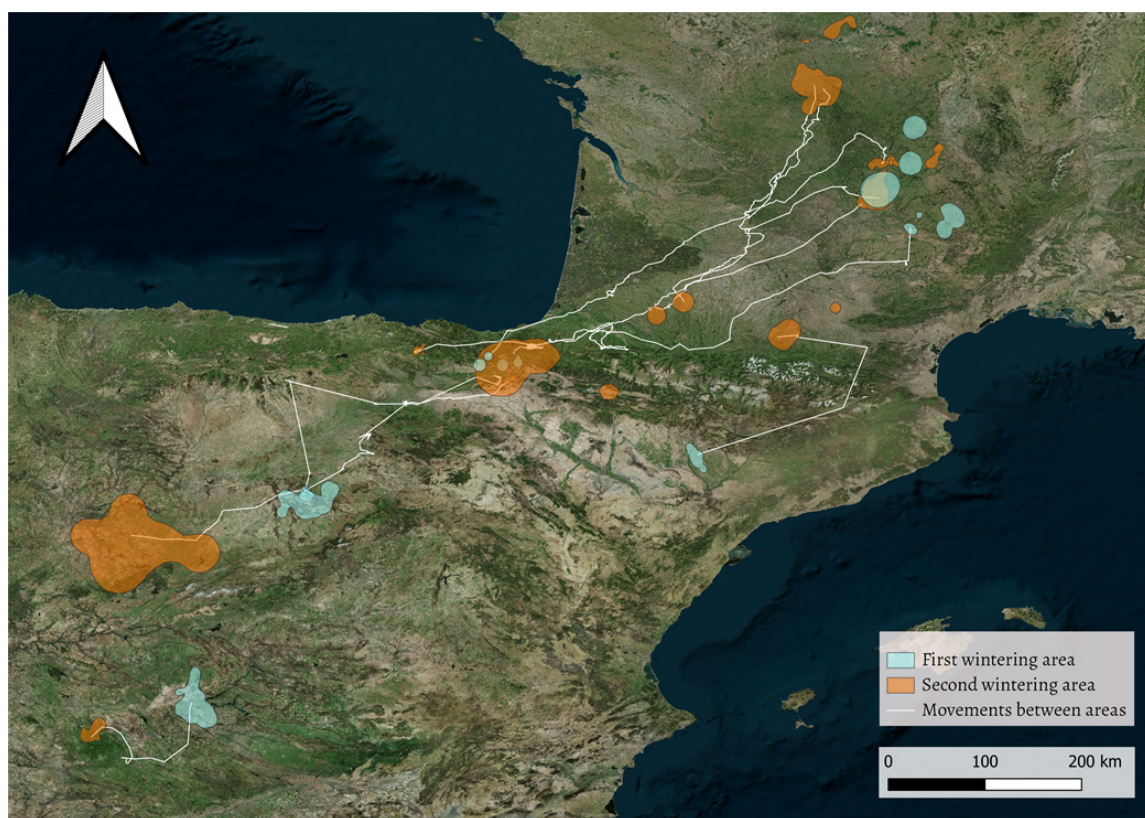 First wintering area
Second wintering area
Movements between areas
0 100 200 km